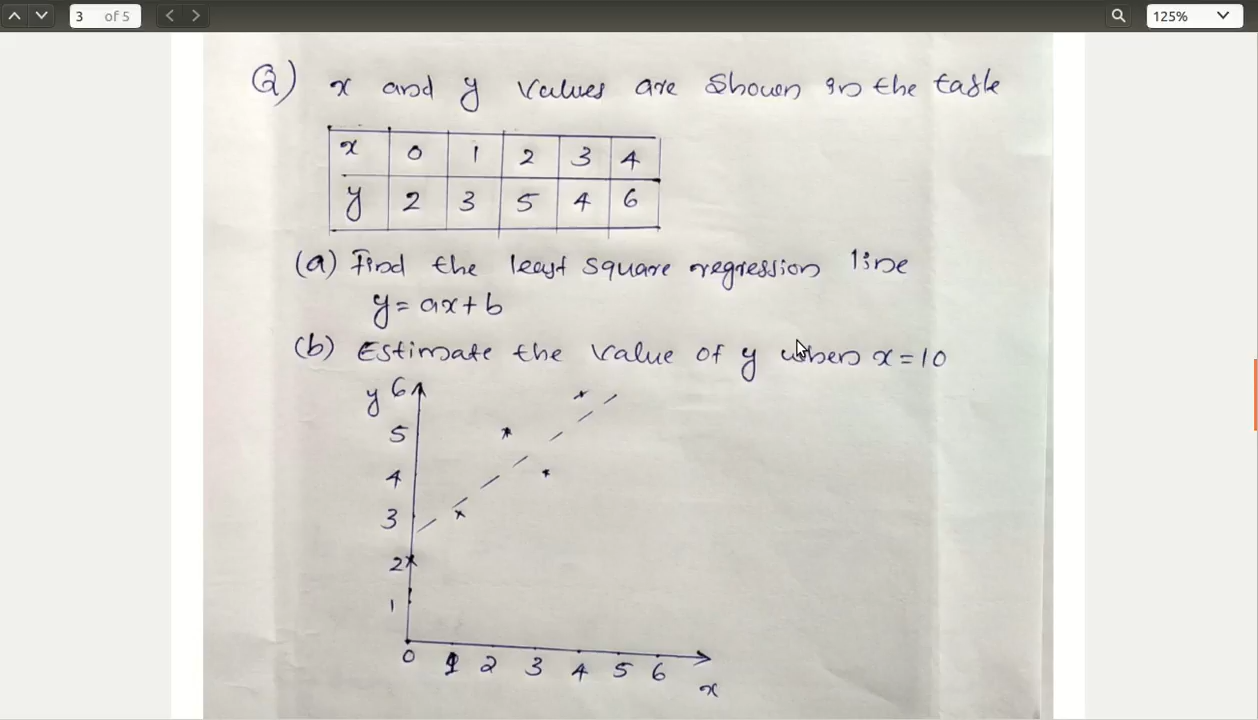 3 of 5
125%
Q) x and y values are shown in the table
x 0 1 2 3 4
y 2 3 5 4 6
(a) Find the least square regression line
y = ax + b
(b) Estimate the value of y when x = 10
y 6
5
4
3
2
1
0 1 2 3 4 5 6
x